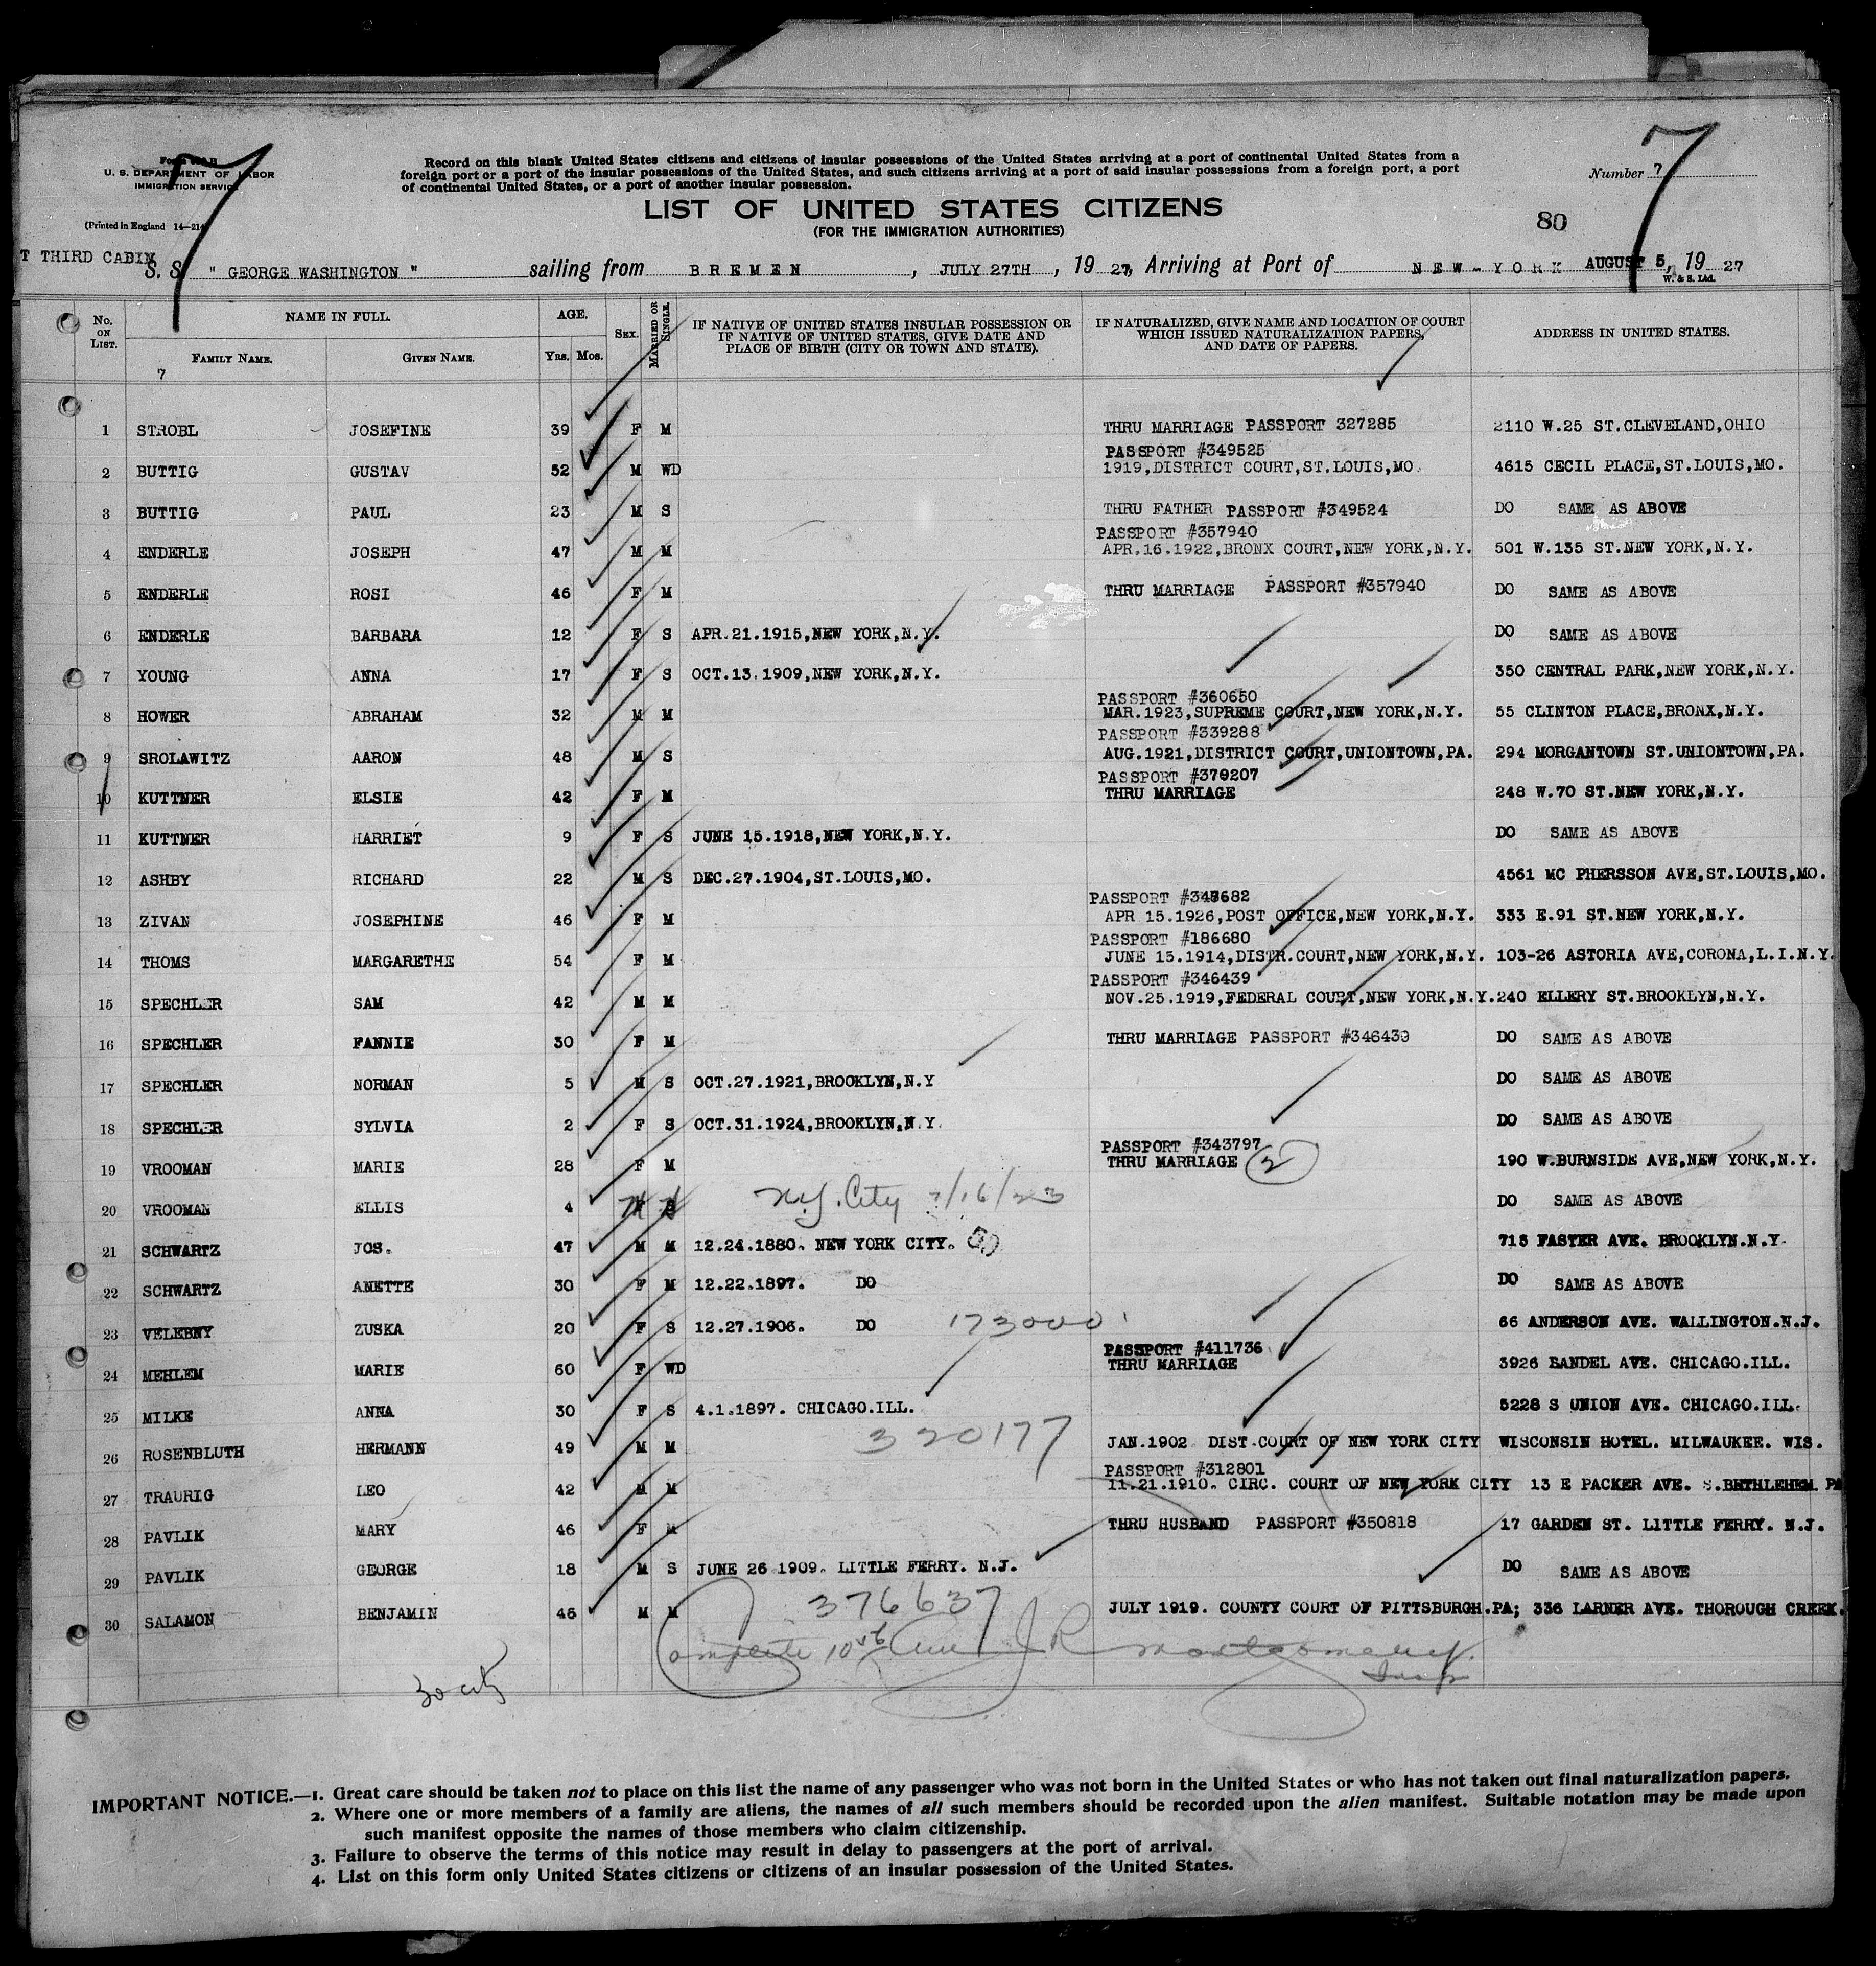 7 7
U. S. DEPARTMENT OF LABOR
IMMIGRATION SERVICE
(Printed in England 14—214
Record on this blank United States citizens and citizens of insular possessions of the United States arriving at a port of continental United States from a
foreign port or a port of the insular possessions of the United States, and such citizens arriving at a port of said insular possessions from a foreign port, a port
of continental United States, or a port of another insular possession.
Number 7
LIST OF UNITED STATES CITIZENS
(FOR THE IMMIGRATION AUTHORITIES)
80
T THIRD CABIN
S. S. " GEORGE WASHINGTON " sailing from BREMEN, JULY 27TH, 19 27, Arriving at Port of NEW-YORK AUGUST 5, 19 27
W. & S. Ltd.
No. ON LIST. NAME IN FULL. FAMILY NAME. GIVEN NAME. AGE. Yrs. Mos. SEX. MARRIED OR SINGLE. IF NATIVE OF UNITED STATES INSULAR POSSESSION OR IF NATIVE OF UNITED STATES, GIVE DATE AND PLACE OF BIRTH (CITY OR TOWN AND STATE). IF NATURALIZED, GIVE NAME AND LOCATION OF COURT WHICH ISSUED NATURALIZATION PAPERS, AND DATE OF PAPERS. ADDRESS IN UNITED STATES.
7
1 STROBL JOSEFINE 39 F M THRU MARRIAGE PASSPORT 327285 2110 W.25 ST.CLEVELAND,OHIO
PASSPORT #349525
2 BUTTIG GUSTAV 52 M WD 1919,DISTRICT COURT,ST.LOUIS,MO. 4615 CECIL PLACE,ST.LOUIS,MO.
3 BUTTIG PAUL 23 M S THRU FATHER PASSPORT #349524 DO SAME AS ABOVE
PASSPORT #357940
4 ENDERLE JOSEPH 47 M M APR.16.1922,BRONX COURT,NEW YORK,N.Y. 501 W.135 ST.NEW YORK,N.Y.
5 ENDERLE ROSI 46 F M THRU MARRIAGE PASSPORT #357940 DO SAME AS ABOVE
6 ENDERLE BARBARA 12 F S APR.21.1915,NEW YORK,N.Y. DO SAME AS ABOVE
7 YOUNG ANNA 17 F S OCT.13.1909,NEW YORK,N.Y. 350 CENTRAL PARK,NEW YORK,N.Y.
PASSPORT #360650
8 HOWER ABRAHAM 32 M M MAR.1923,SUPREME COURT,NEW YORK,N.Y. 55 CLINTON PLACE,BRONX,N.Y.
PASSPORT #339288
9 SROLAWITZ AARON 48 M S AUG.1921,DISTRICT COURT,UNIONTOWN,PA. 294 MORGANTOWN ST.UNIONTOWN,PA.
PASSPORT #379207
10 KUTTNER ELSIE 42 F M THRU MARRIAGE 248 W.70 ST.NEW YORK,N.Y.
11 KUTTNER HARRIET 9 F S JUNE 15.1918,NEW YORK,N.Y. DO SAME AS ABOVE
12 ASHBY RICHARD 22 M S DEC.27.1904,ST.LOUIS,MO. 4561 MC PHERSSON AVE,ST.LOUIS,MO.
PASSPORT #348682
13 ZIVAN JOSEPHINE 46 F M APR 15.1926,POST OFFICE,NEW YORK,N.Y. 333 E.91 ST.NEW YORK,N.Y.
PASSPORT #186680
14 THOMS MARGARETHE 54 F M JUNE 15.1914,DISTR.COURT,NEW YORK,N.Y. 103-26 ASTORIA AVE,CORONA,L.I.N.Y.
PASSPORT #346439
15 SPECHLER SAM 42 M M NOV.25.1919,FEDERAL COURT,NEW YORK,N.Y. 240 ELLERY ST.BROOKLYN,N.Y.
16 SPECHLER FANNIE 30 F M THRU MARRIAGE PASSPORT #346439 DO SAME AS ABOVE
17 SPECHLER NORMAN 5 M S OCT.27.1921,BROOKLYN,N.Y DO SAME AS ABOVE
18 SPECHLER SYLVIA 2 F S OCT.31.1924,BROOKLYN,N.Y. DO SAME AS ABOVE
PASSPORT #343797
19 VROOMAN MARIE 28 F M THRU MARRIAGE 2 190 W.BURNSIDE AVE,NEW YORK,N.Y.
20 VROOMAN ELLIS 4 N.Y. City 7/16/23 DO SAME AS ABOVE
21 SCHWARTZ JOS. 47 M M 12.24.1880. NEW YORK CITY. 715 FASTER AVE. BROOKLYN.N.Y.
22 SCHWARTZ ANETTE 30 F M 12.22.1897. DO DO SAME AS ABOVE
23 VELEBNY ZUSKA 20 F S 12.27.1906. DO 173000 66 ANDERSON AVE. WALLINGTON.N.J.
PASSPORT #411736
24 MEHLEM MARIE 60 F WD THRU MARRIAGE 3926 BANDEL AVE. CHICAGO.ILL.
25 MILKE ANNA 30 F S 4.1.1897. CHICAGO.ILL. 5228 S UNION AVE. CHICAGO.ILL.
26 ROSENBLUTH HERMANN 49 M M 320177 JAN.1902 DIST.COURT OF NEW YORK CITY WISCONSIN HOTEL. MILWAUKEE. WIS.
PASSPORT #312801
27 TRAURIG LEO 42 M M 11.21.1910. CIRC. COURT OF NEW YORK CITY 13 E PACKER AVE. S.BETHLEHEM PA
28 PAVLIK MARY 46 F M THRU HUSBAND PASSPORT #350818 17 GARDEN ST. LITTLE FERRY. N.J.
29 PAVLIK GEORGE 18 M S JUNE 26 1909. LITTLE FERRY. N.J. DO SAME AS ABOVE
30 SALAMON BENJAMIN 46 M M 376637 JULY 1919. COUNTY COURT OF PITTSBURGH.PA; 336 LARNER AVE. THOROUGH CREEK.
Complete J R Montgomery
Insp
IMPORTANT NOTICE.—1. Great care should be taken not to place on this list the name of any passenger who was not born in the United States or who has not taken out final naturalization papers.
2. Where one or more members of a family are aliens, the names of all such members should be recorded upon the alien manifest. Suitable notation may be made upon
such manifest opposite the names of those members who claim citizenship.
3. Failure to observe the terms of this notice may result in delay to passengers at the port of arrival.
4. List on this form only United States citizens or citizens of an insular possession of the United States.